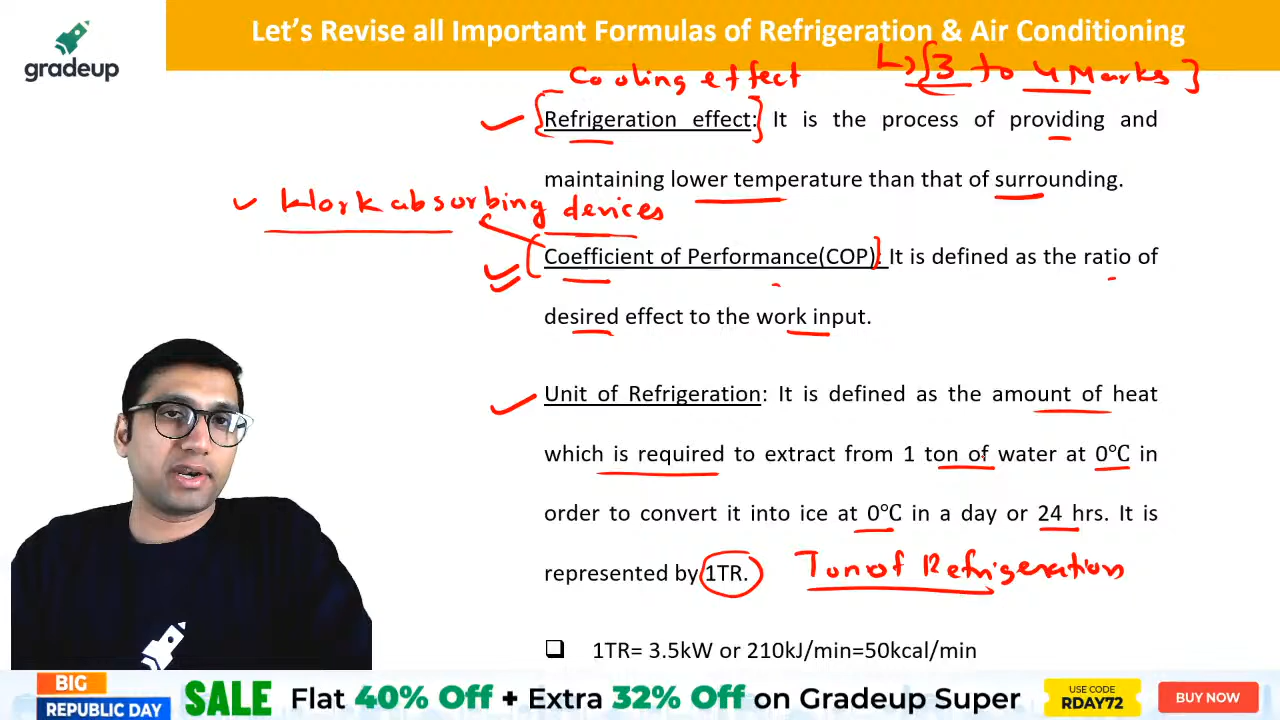 Let's Revise all Important Formulas of Refrigeration & Air Conditioning
gradeup
Cooling effect
[3 to 4 Marks]
Refrigeration effect: It is the process of providing and
maintaining lower temperature than that of surrounding.
Work absorbing devices
Coefficient of Performance(COP): It is defined as the ratio of
desired effect to the work input.
Unit of Refrigeration: It is defined as the amount of heat
which is required to extract from 1 ton of water at 0°C in
order to convert it into ice at 0°C in a day or 24 hrs. It is
represented by 1TR.
Ton of Refrigeration
1TR= 3.5kW or 210kJ/min=50kcal/min
BIG
REPUBLIC DAY
SALE
Flat 40% Off + Extra 32% Off on Gradeup Super
USE CODE
RDAY72
BUY NOW